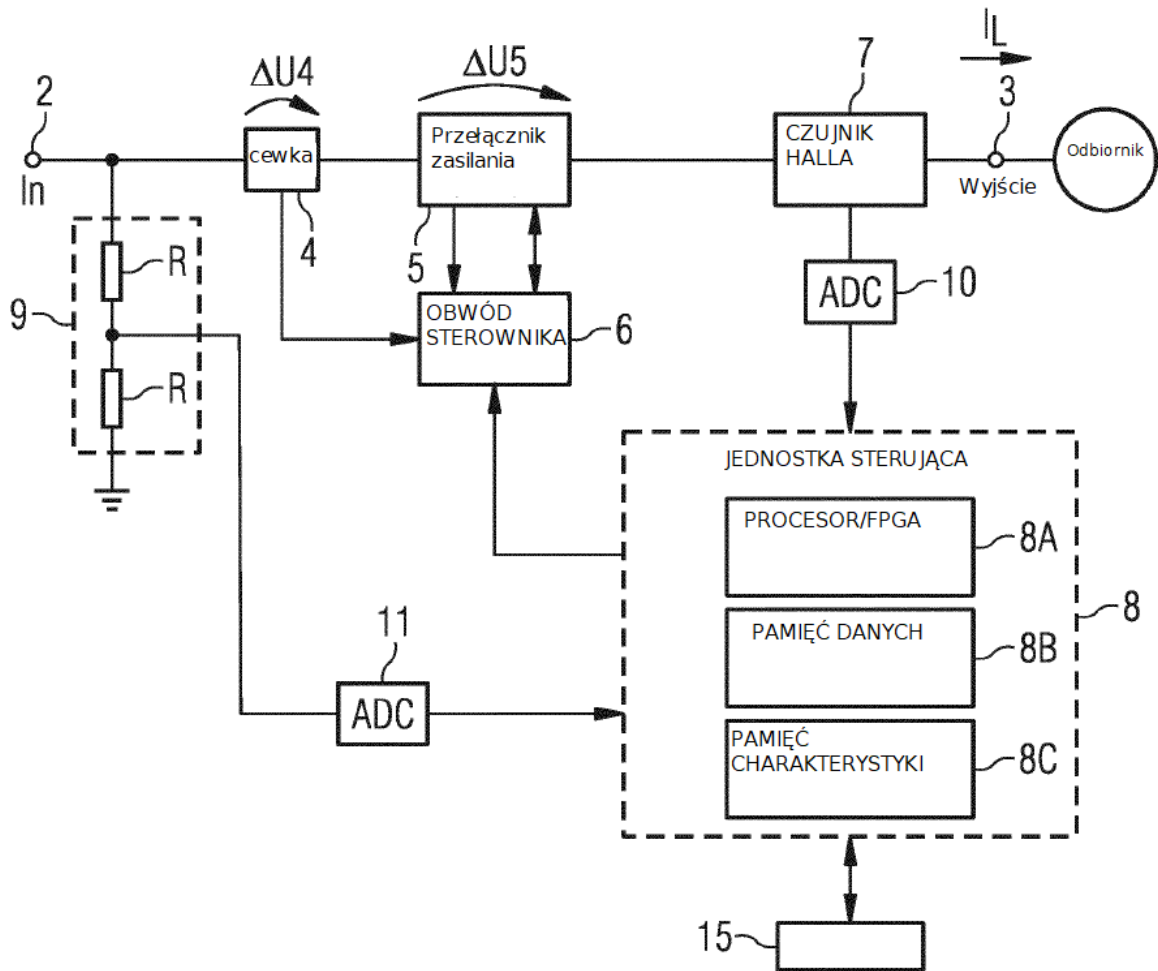 I_L
ΔU4
ΔU5
7
2
3
cewka
Przełącznik
zasilania
CZUJNIK
HALLA
Odbiornik
In
Wyjście
4
5
R
9
OBWÓD
STEROWNIKA
6
ADC
10
R
JEDNOSTKA STERUJĄCA
PROCESOR/FPGA
8A
8
11
PAMIĘĆ DANYCH
8B
ADC
PAMIĘĆ
CHARAKTERYSTYKI
8C
15